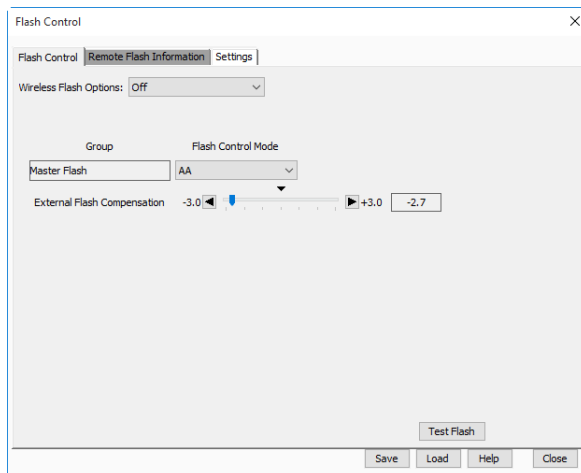 Flash Control
Flash Control Remote Flash Information Settings
Wireless Flash Options: Off
Group Flash Control Mode
Master Flash AA
External Flash Compensation -3.0 +3.0 -2.7
Test Flash
Save Load Help Close